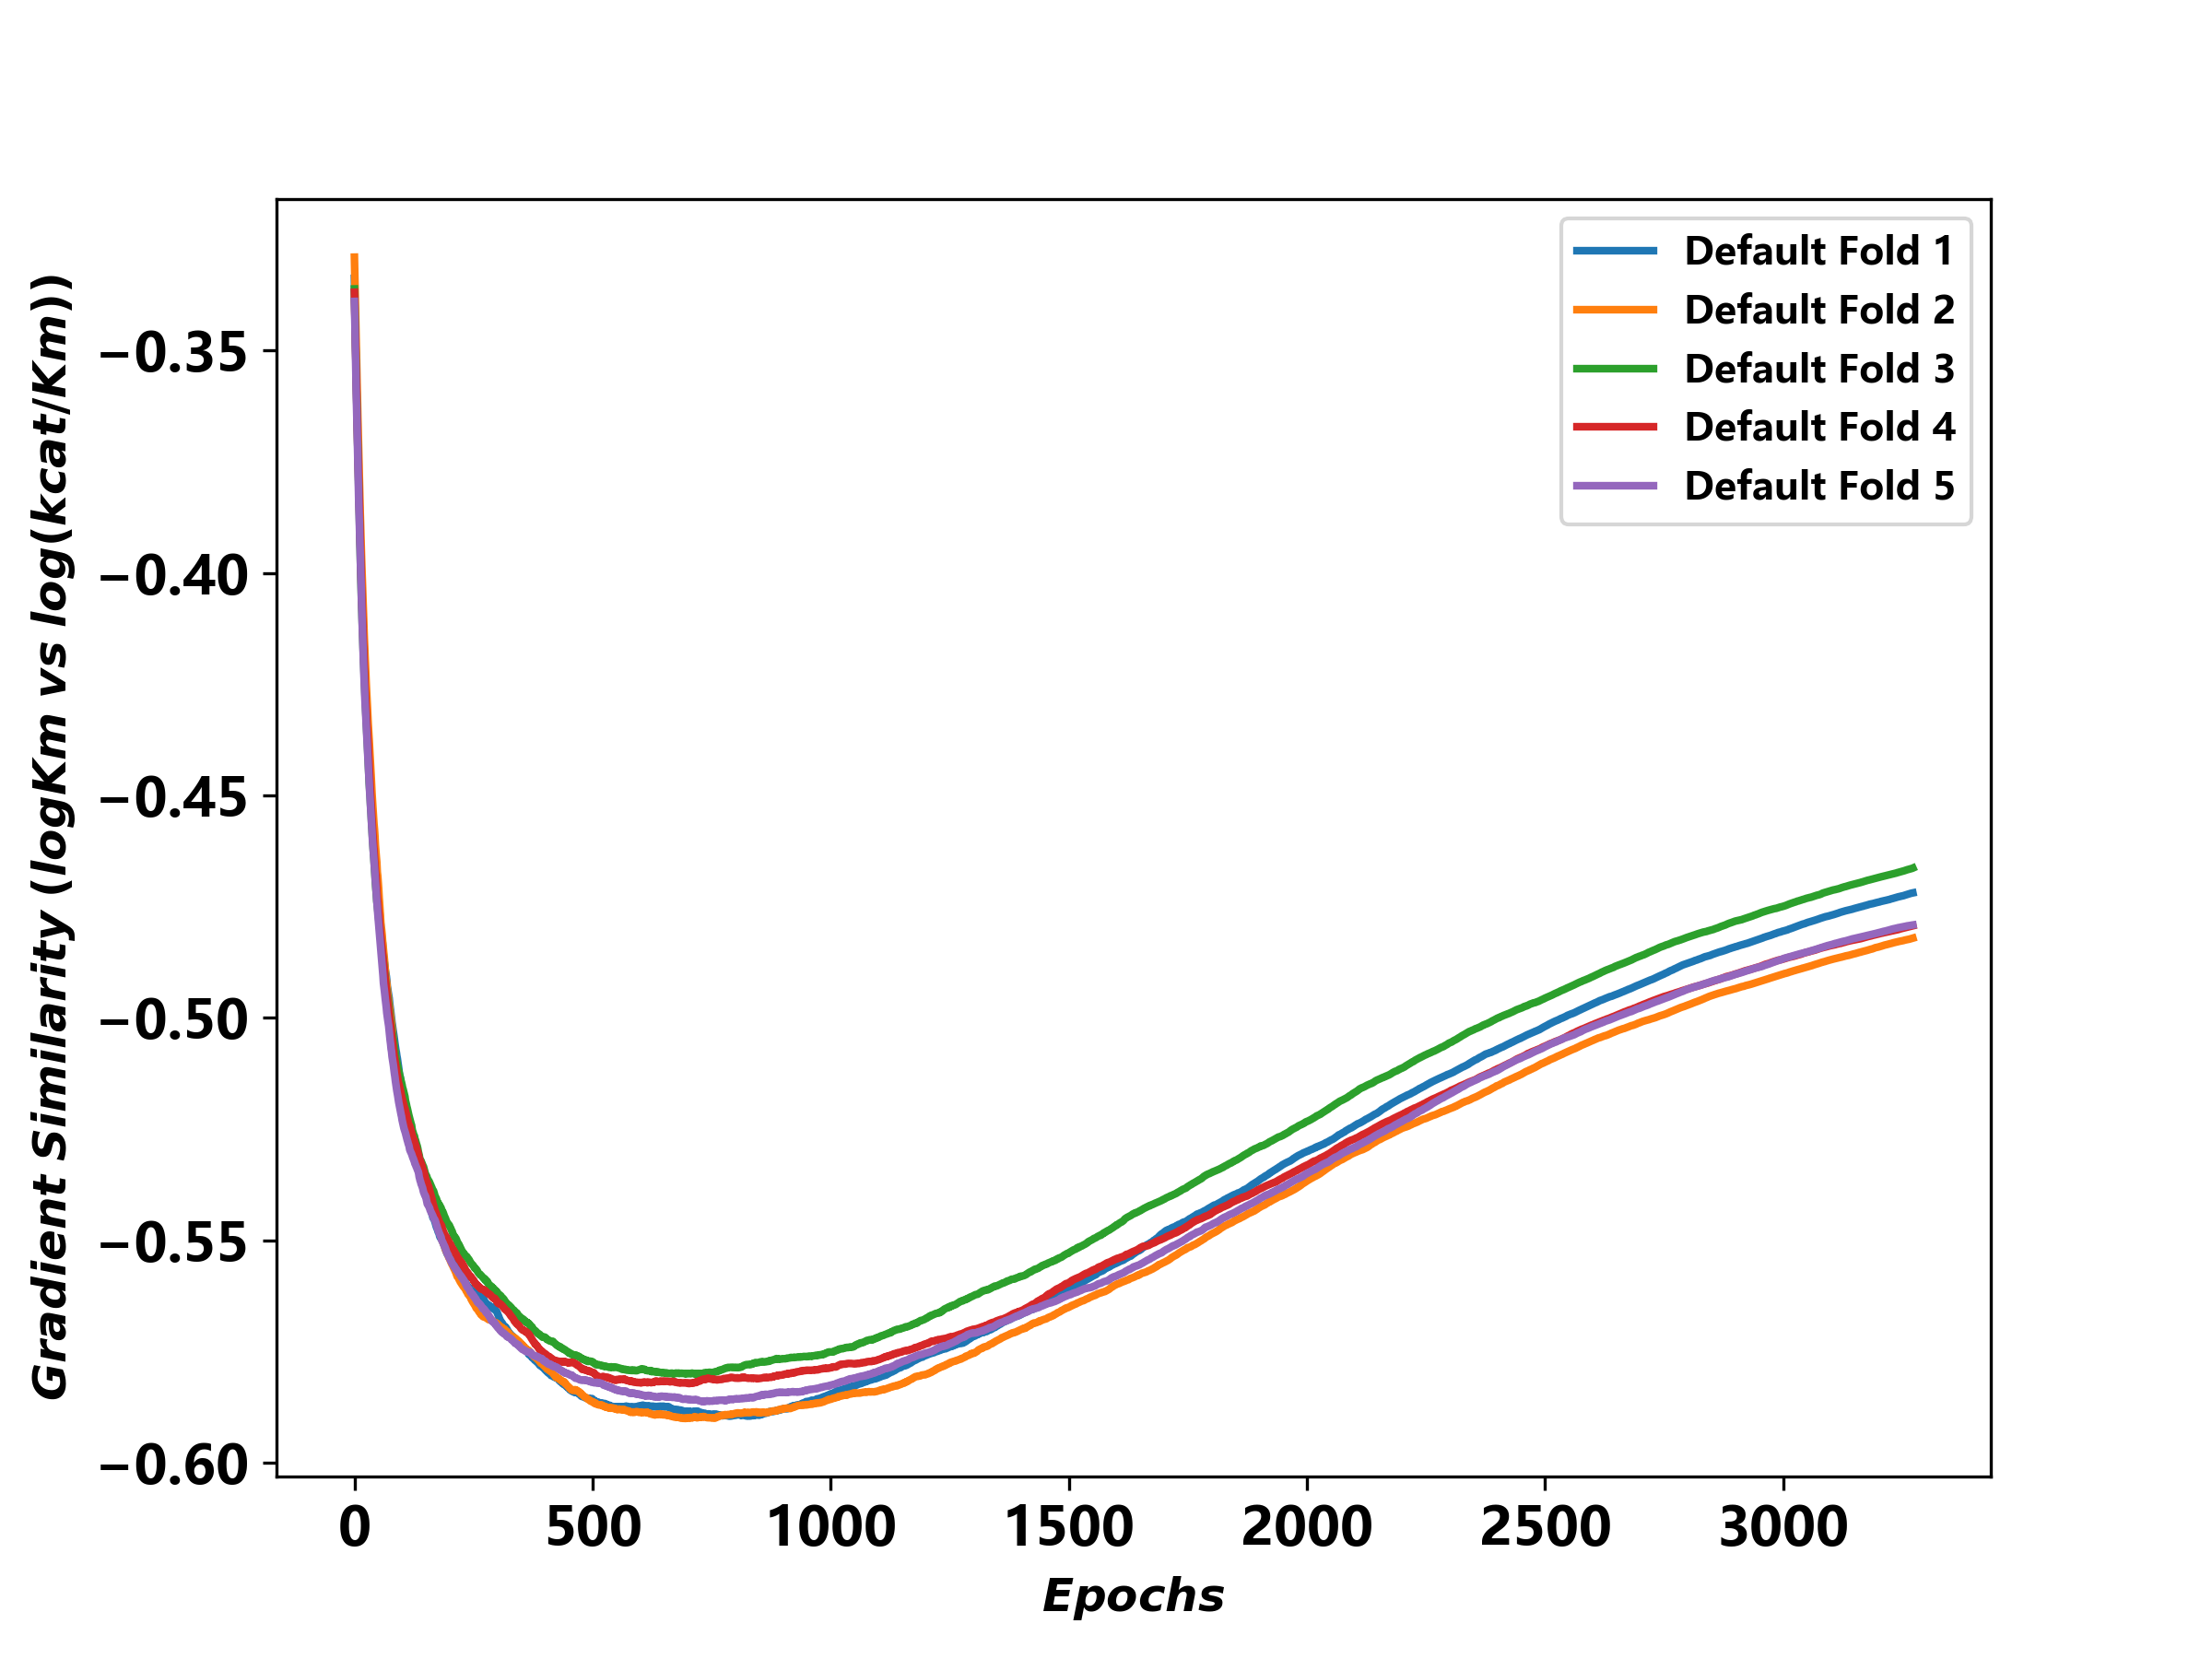 Default Fold 1
Default Fold 2
Default Fold 3
Default Fold 4
Default Fold 5
Gradient Similarity (logKm vs log(kcat/Km))
−0.35
−0.40
−0.45
−0.50
−0.55
−0.60
0 500 1000 1500 2000 2500 3000
Epochs